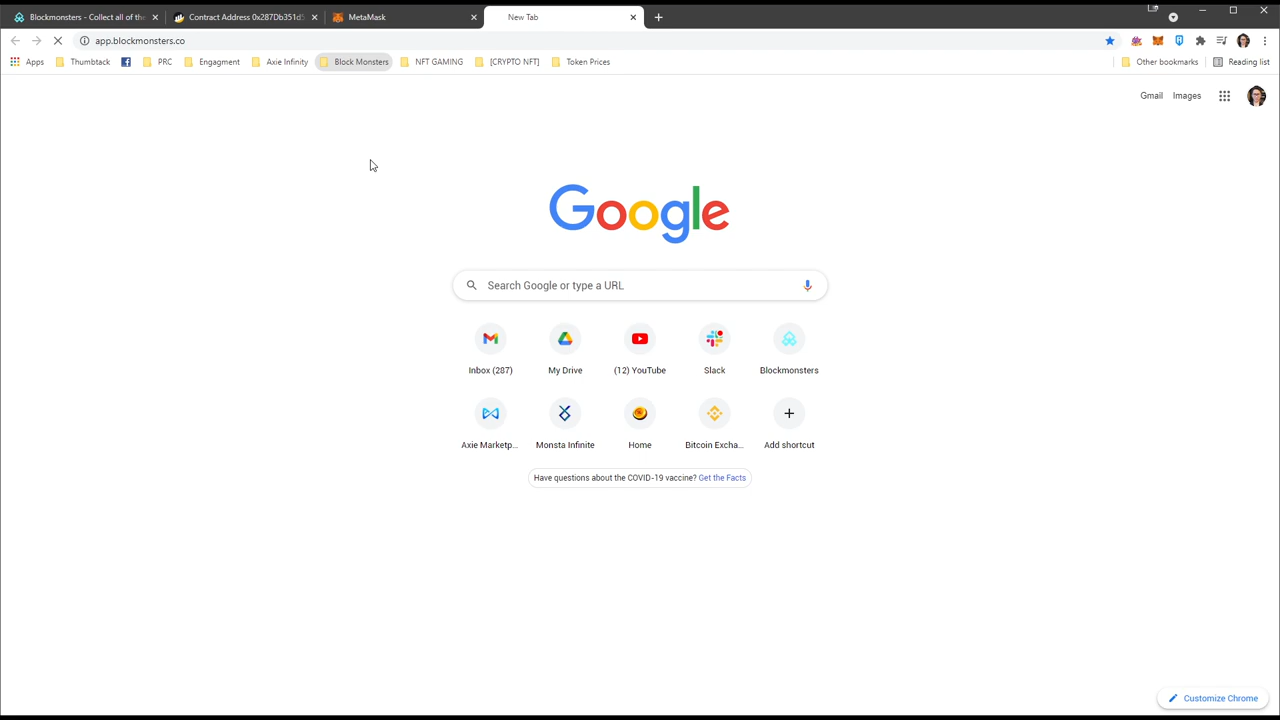 Blockmonsters - Collect all of the
Contract Address 0x287Db351d5
MetaMask
New Tab
app.blockmonsters.co
Apps
Thumbtack
PRC
Engagment
Axie Infinity
Block Monsters
NFT GAMING
[CRYPTO NFT]
Token Prices
Other bookmarks
Reading list
Gmail
Images
Google
Search Google or type a URL
Inbox (287)
My Drive
(12) YouTube
Slack
Blockmonsters
Axie Marketp...
Monsta Infinite
Home
Bitcoin Excha...
Add shortcut
Have questions about the COVID-19 vaccine? Get the Facts
Customize Chrome